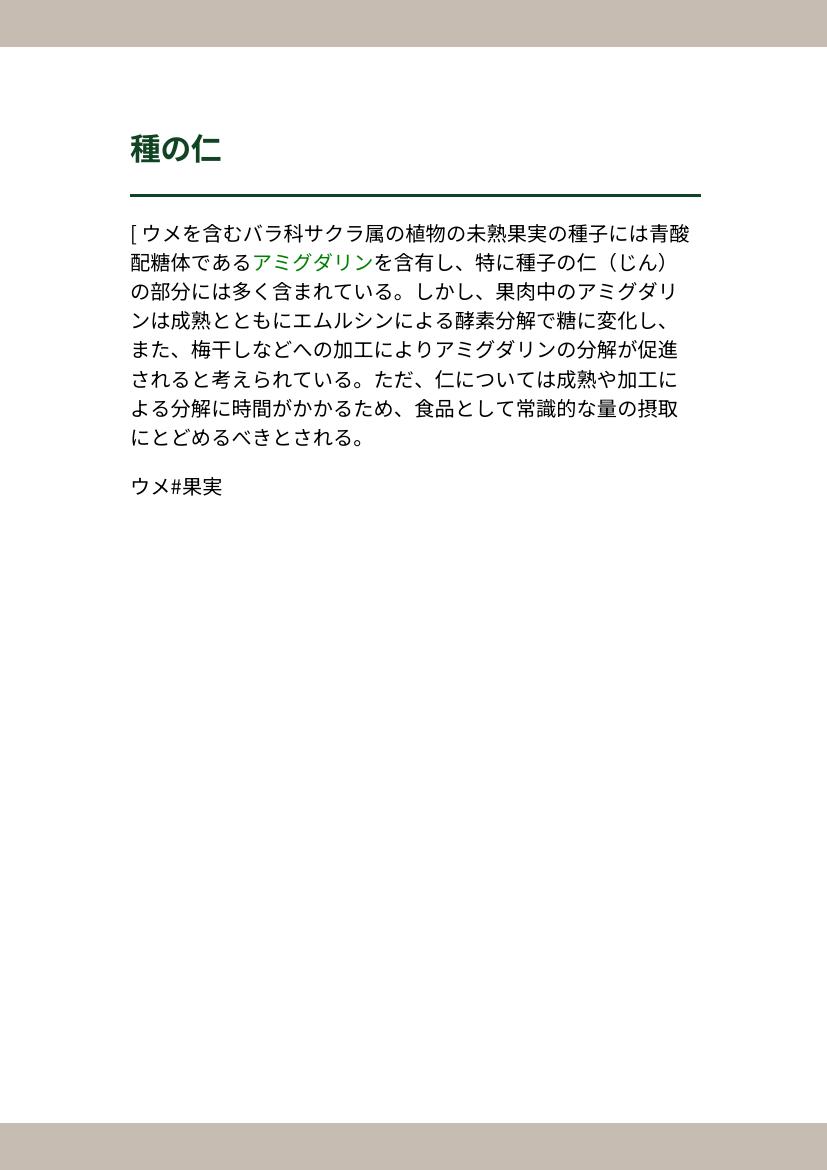 種の仁
[ ウメを含むバラ科サクラ属の植物の未熟果実の種子には青酸
配糖体であるアミグダリンを含有し、特に種子の仁（じん）
の部分には多く含まれている。しかし、果肉中のアミグダリ
ンは成熟とともにエムルシンによる酵素分解で糖に変化し、
また、梅干しなどへの加工によりアミグダリンの分解が促進
されると考えられている。ただ、仁については成熟や加工に
よる分解に時間がかかるため、食品として常識的な量の摂取
にとどめるべきとされる。
ウメ#果実